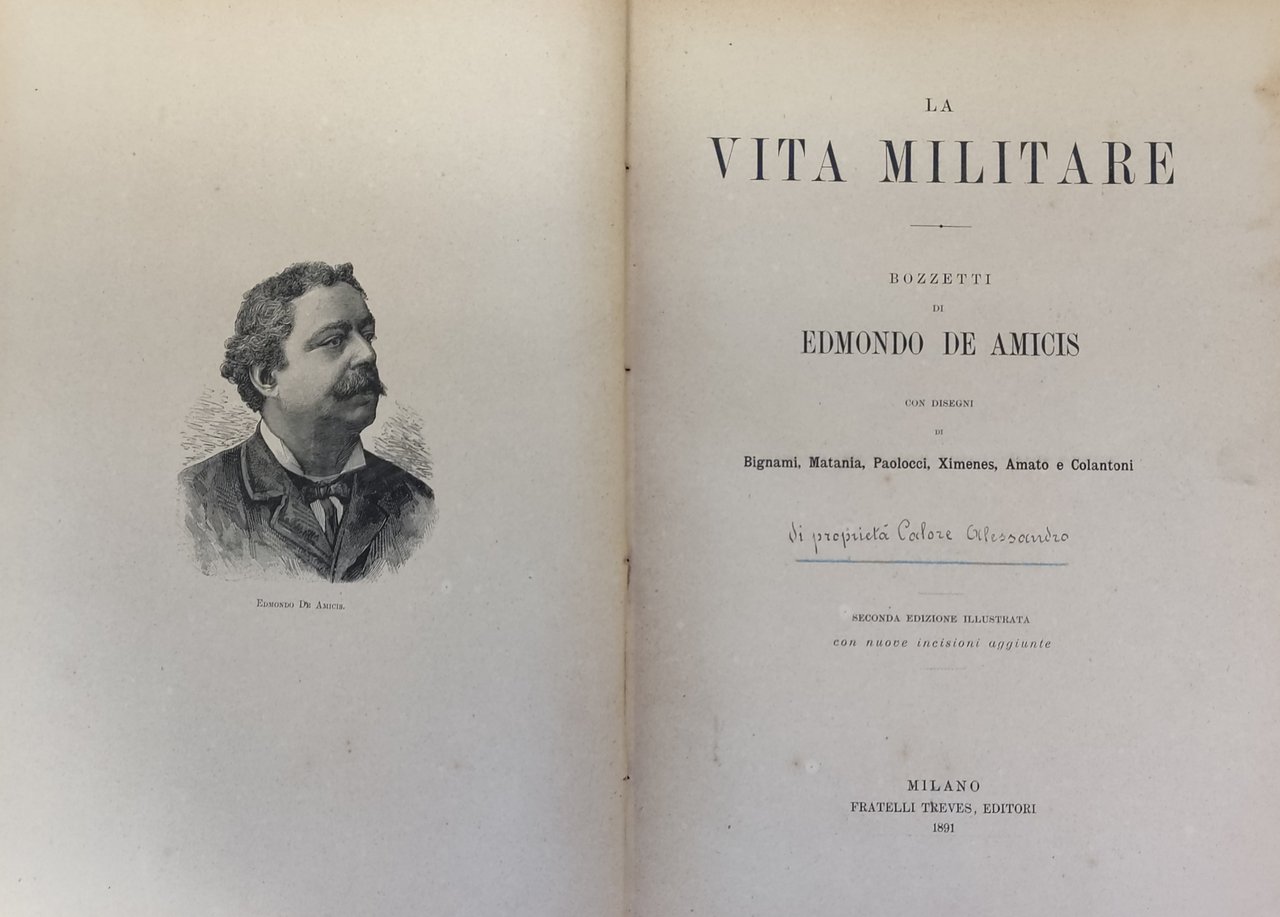 EDMONDO DE AMICIS.
LA
VITA MILITARE
BOZZETTI
DI
EDMONDO DE AMICIS
CON DISEGNI
DI
Bignami, Matania, Paolocci, Ximenes, Amato e Colantoni
di proprietá Calore Alessandro
SECONDA EDIZIONE ILLUSTRATA
con nuove incisioni aggiunte
MILANO
FRATELLI TREVES, EDITORI
1891